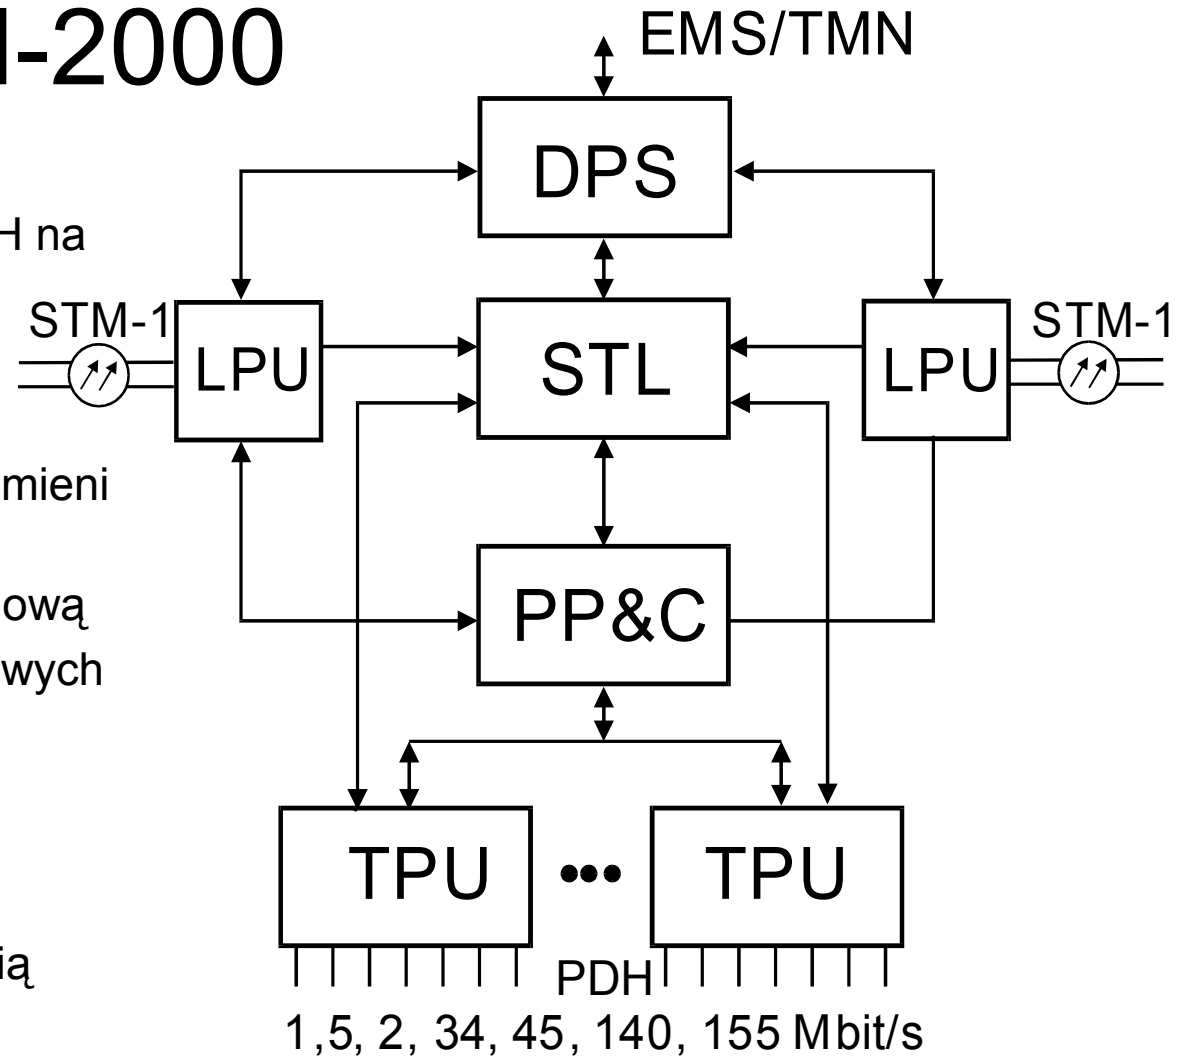 -2000
EMS/TMN
DPS
H na
STM-1
LPU
STL
LPU
STM-1
mieni
ową
PP&C
wych
TPU
TPU
ią
PDH
1,5, 2, 34, 45, 140, 155 Mbit/s